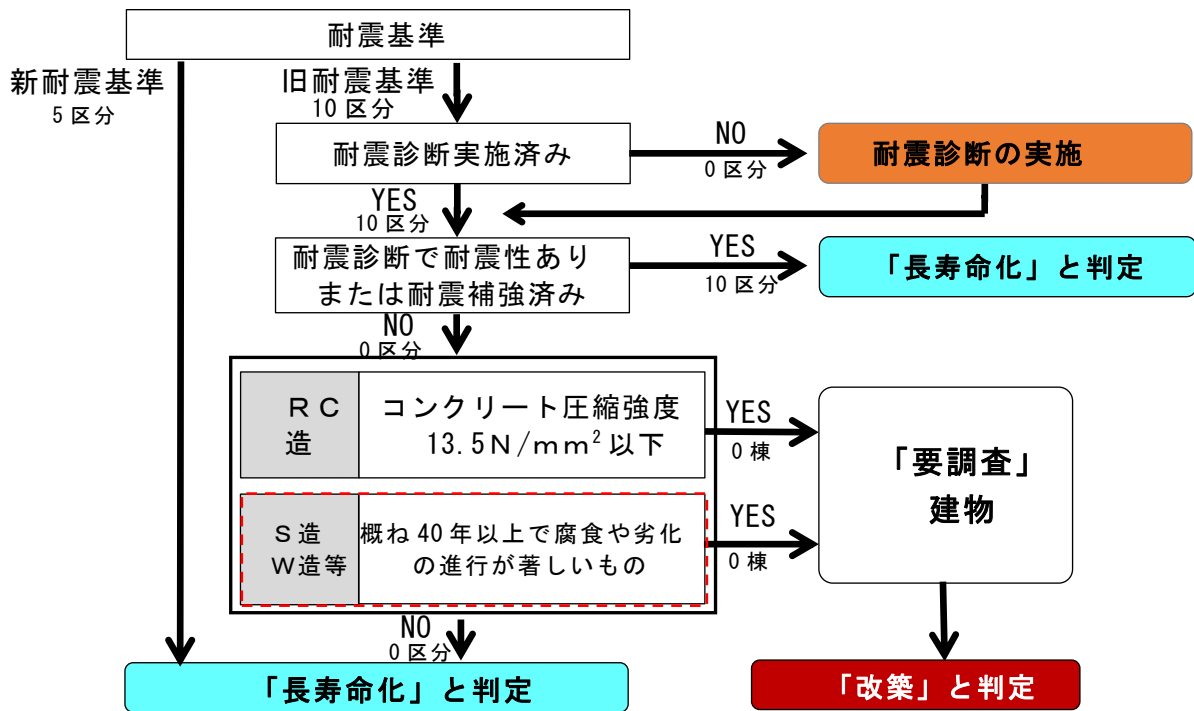 耐震基準
新耐震基準
5区分
旧耐震基準
10区分
耐震診断実施済み
NO
0区分
耐震診断の実施
YES
10区分
耐震診断で耐震性あり
または耐震補強済み
YES
10区分
「長寿命化」と判定
NO
0区分
RC
造
コンクリート圧縮強度
13.5N/mm²以下
YES
0棟
「要調査」
建物
S造
W造等
概ね40年以上で腐食や劣化
の進行が著しいもの
YES
0棟
NO
0区分
「長寿命化」と判定
「改築」と判定